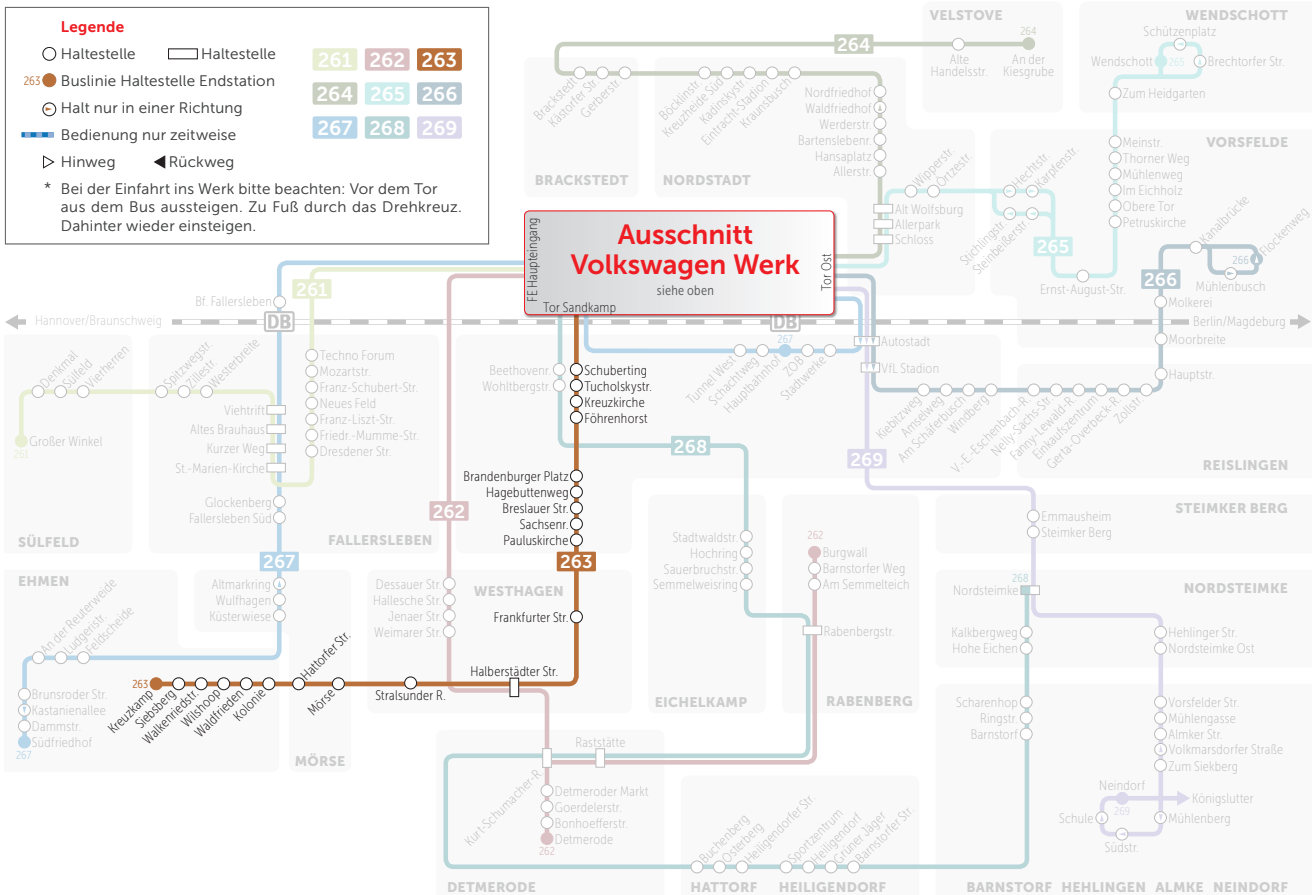 Legende
Haltestelle
Haltestelle
263 Buslinie Haltestelle Endstation
Halt nur in einer Richtung
Bedienung nur zeitweise
Hinweg
Rückweg
* Bei der Einfahrt ins Werk bitte beachten: Vor dem Tor
aus dem Bus aussteigen. Zu Fuß durch das Drehkreuz.
Dahinter wieder einsteigen.
261 262 263
264 265 266
267 268 269
VELSTOVE
264
264
Alte
Handelsstr.
An der
Kiesgrube
WENDSCHOTT
Schützenplatz
Wendschott
265
Brechtorfer Str.
Zum Heidgarten
Brackstedt
Kästorfer Str.
Gerberstr.
BRACKSTEDT
Böcklinstr.
Kreuzheide Süd
Kadinskystr.
Eintracht-Stadion
Kransbusch
NORDSTADT
Nordfriedhof
Waldfriedhof
Werderstr.
Bartenslebenr.
Hansaplatz
Allerstr.
Wipperstr.
Ortzestr.
Alt Wolfsburg
Allerpark
Schloss
Hechtstr.
Karpfenstr.
Stichlingstr.
Steinbeißerstr.
265
Ernst-August-Str.
Meinstr.
VORSFELDE
Thorner Weg
Mühlenweg
Im Eichholz
Obere Tor
Petruskirche
Kanalbrücke
Flockenweg
266
Mühlenbusch
266
Molkerei
Moorbreite
Hauptstr.
Ausschnitt
Volkswagen Werk
siehe oben
FE Haupteingang
Tor Ost
Tor Sandkamp
Bf. Fallersleben
261
Hannover/Braunschweig
DB
DB
Berlin/Magdeburg
Denkmal
Sülfeld
Vierherren
Spitzwegstr.
Zillestr.
Westerbreite
Großer Winkel
261
SÜLFELD
Techno Forum
Mozartstr.
Franz-Schubert-Str.
Neues Feld
Franz-Liszt-Str.
Friedr.-Mumme-Str.
Dresdener Str.
Viehtrift
Altes Brauhaus
Kurzer Weg
St.-Marien-Kirche
Glockenberg
Fallersleben Süd
FALLERSLEBEN
267
262
Beethovenr.
Wohltbergstr.
Schuberting
Tucholskystr.
Kreuzkirche
Föhrenhorst
Brandenburger Platz
Hagebuttenweg
Breslauer Str.
Sachsenr.
Pauluskirche
263
Tunnel West
Schachtweg
Hauptbahnhof
267
ZOB
Stadtwerke
Autostadt
VfL Stadion
268
269
Kiebitzweg
Amselweg
Am Schäferbusch
Windberg
V.-E.-Eschenbach-R.
Nelly-Sachs-Str
Fanny-Lewald-R.
Einkaufszentrum
Gerta-Overbeck-R.
Zollstr.
REISLINGEN
Emmausheim
Steimker Berg
STEIMKER BERG
EHMEN
Altmarkring
Wulfhagen
Küsterwiese
An der Reuterweide
Ludgeristr
Feldscheide
Brunsroder Str.
Kastanienallee
Dammstr.
Südfriedhof
267
263
Kreuzkamp
Siebsberg
Walkenriedstr.
Wilshoop
Waldfrieden
Kolonie
Hattorfer Str.
Mörse
MÖRSE
Dessauer Str.
Hallesche Str.
Jenaer Str.
Weimarer Str.
WESTHAGEN
Frankfurter Str.
Halberstädter Str.
Stralsunder R.
Stadtwaldstr.
Hochring
Sauerbruchstr.
Semmelweisring
EICHELKAMP
262
Burgwall
Barnstorfer Weg
Am Semmelteich
Rabenbergstr.
RABENBERG
268
Nordsteimke
NORDSTEIMKE
Kalkbergweg
Hohe Eichen
Hehlinger Str.
Nordsteimke Ost
Scharenhop
Ringstr.
Barnstorf
Vorsfelder Str.
Mühlengasse
Almker Str.
Volkmarsdorfer Straße
Zum Siekberg
Neindorf
269
Königslutter
Schule
Mühlenberg
Südstr.
Raststätte
Kurt-Schumacher-R.
Detmeroder Markt
Goerdelerstr.
Bonhoefferstr.
Detmerode
262
DETMERODE
Buchenberg
Osterberg
Heiligendorfer Str.
Sportzentrum
Heiligendorf
Grüner Jäger
Barnstorfer Str.
HATTORF
HEILIGENDORF
BARNSTORF
HEHLINGEN
ALMKE
NEINDORF